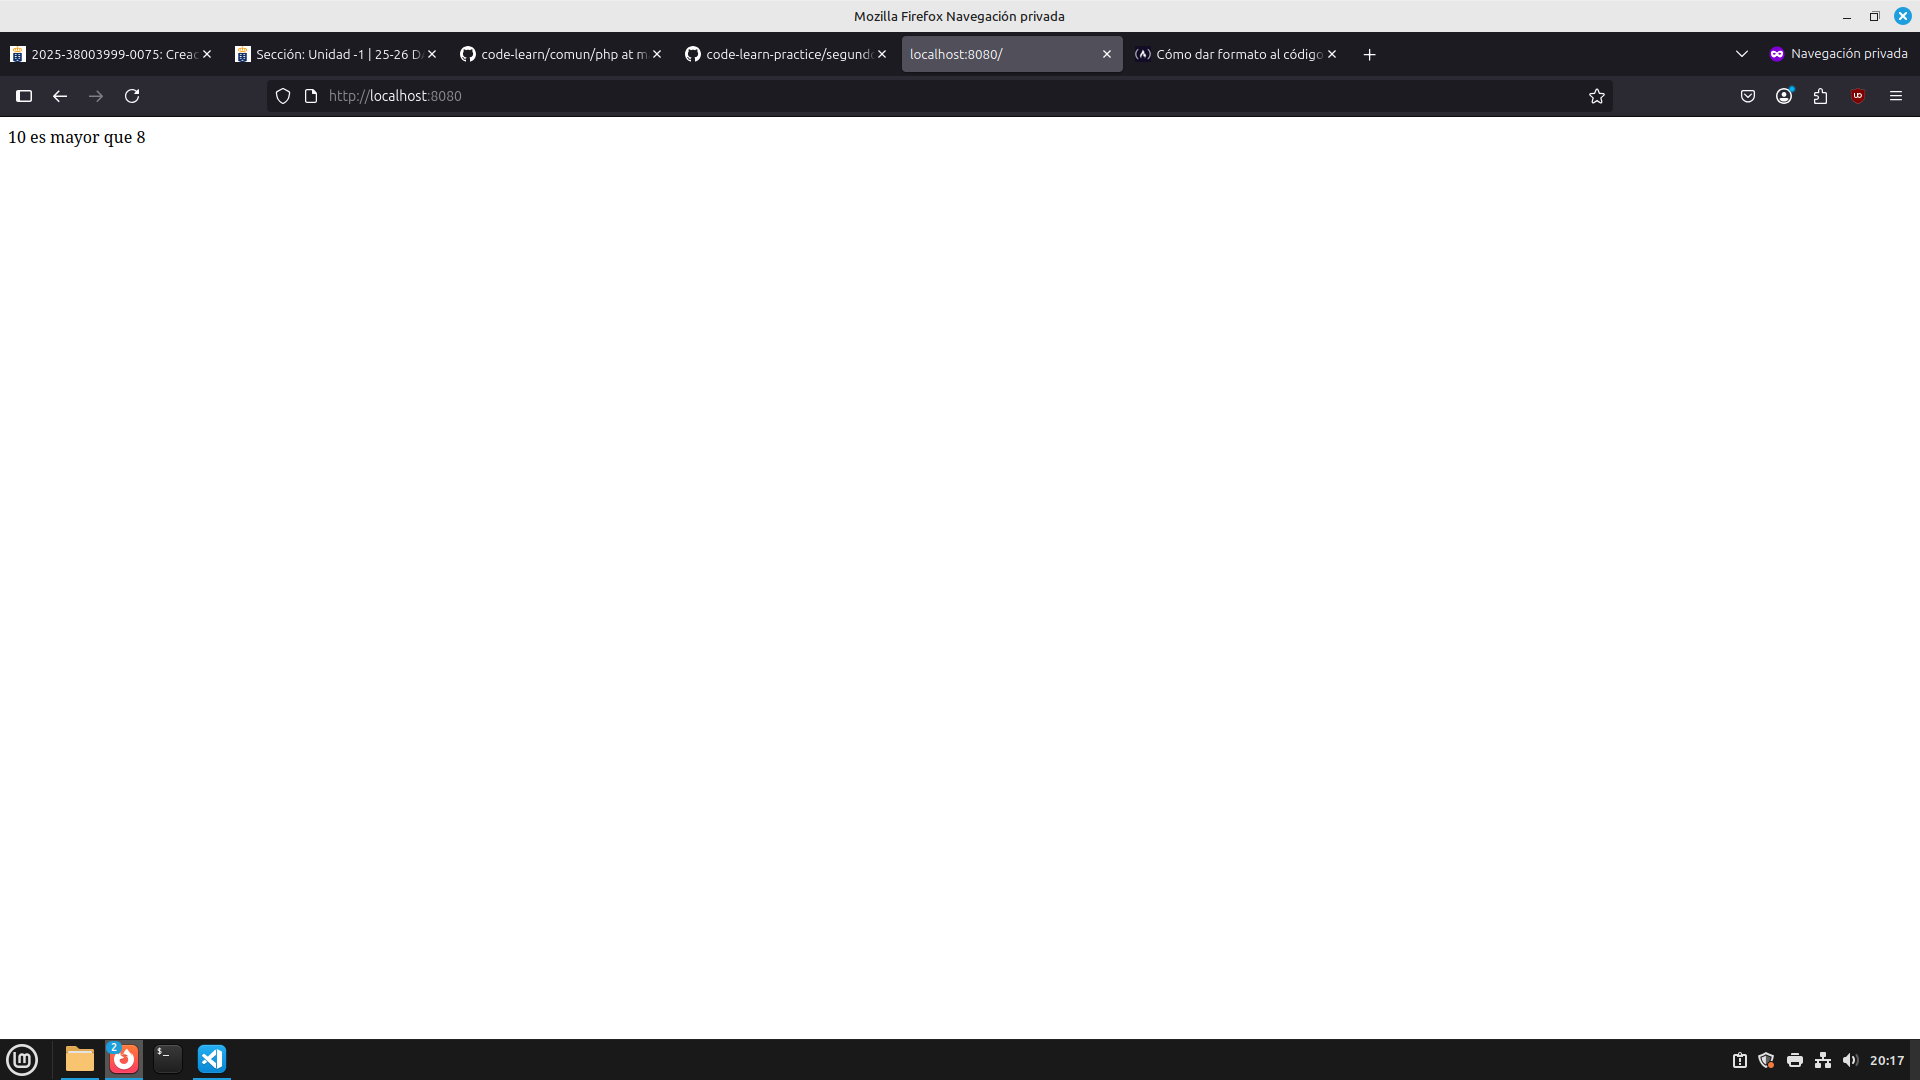 Mozilla Firefox Navegación privada
2025-38003999-0075: Creac
Sección: Unidad -1 | 25-26 DA
code-learn/comun/php at m
code-learn-practice/segundo
localhost:8080/
Cómo dar formato al código
Navegación privada
http://localhost:8080
10 es mayor que 8
2
20:17